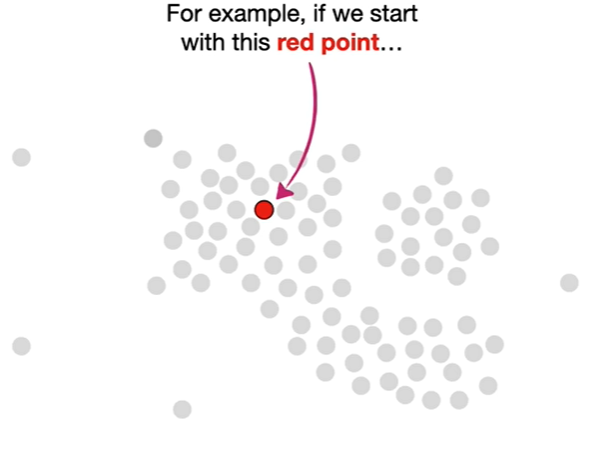 For example, if we start
with this red point...